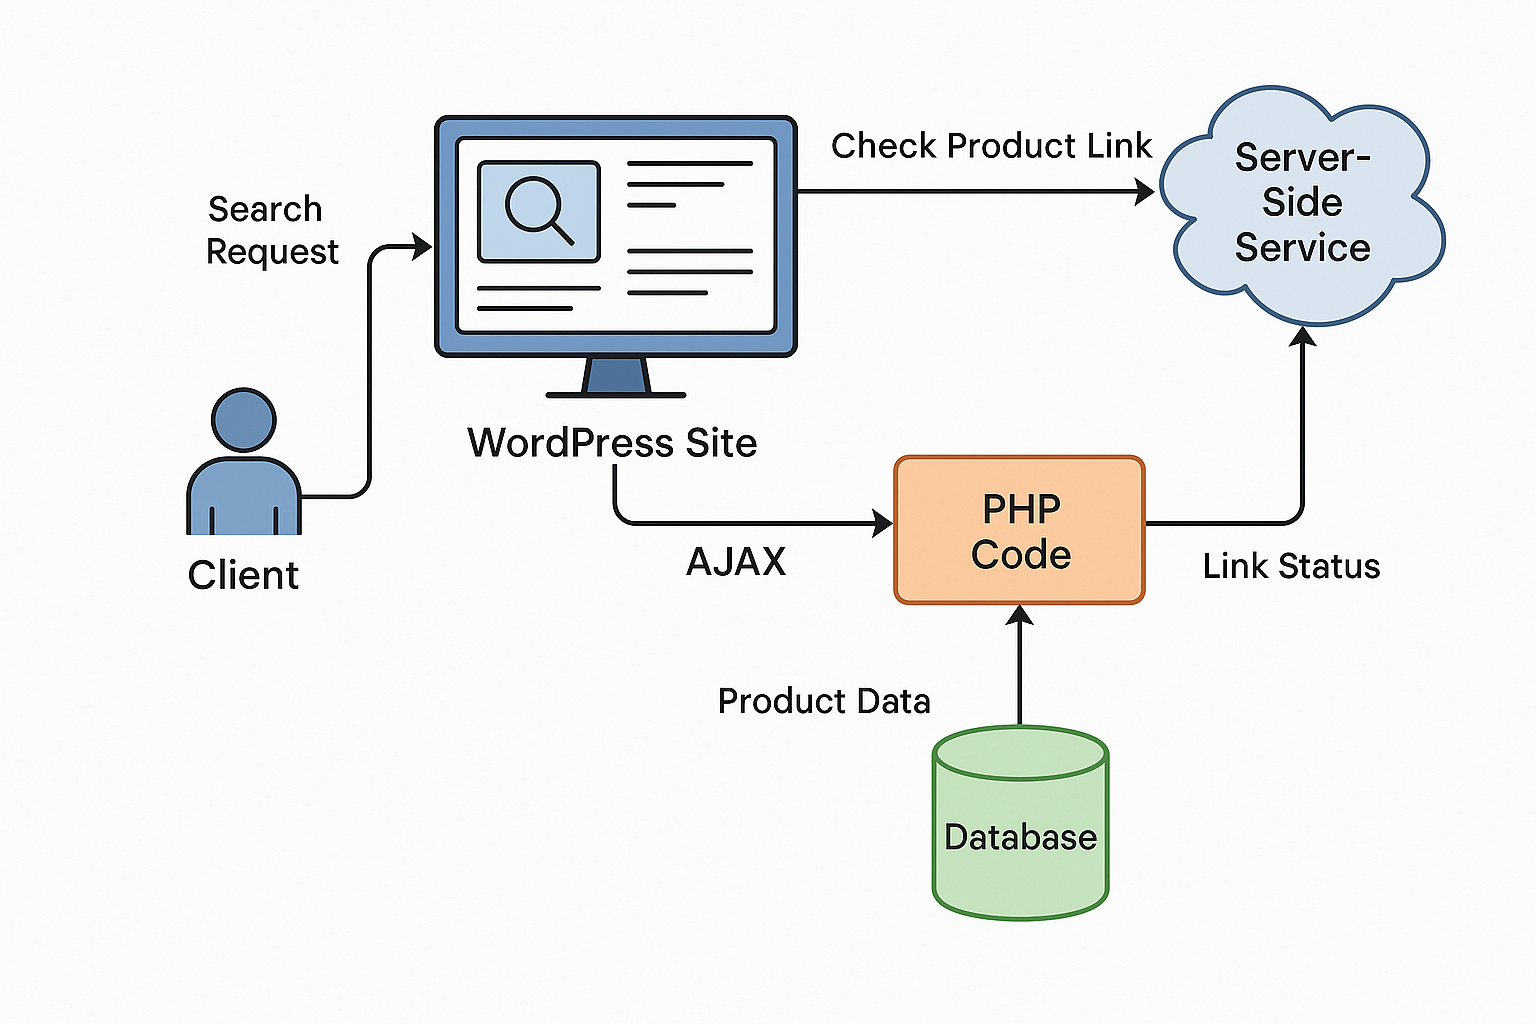 Search
Request
Check Product Link
Server-
Side
Service
WordPress Site
Client
AJAX
PHP
Code
Link Status
Product Data
Database